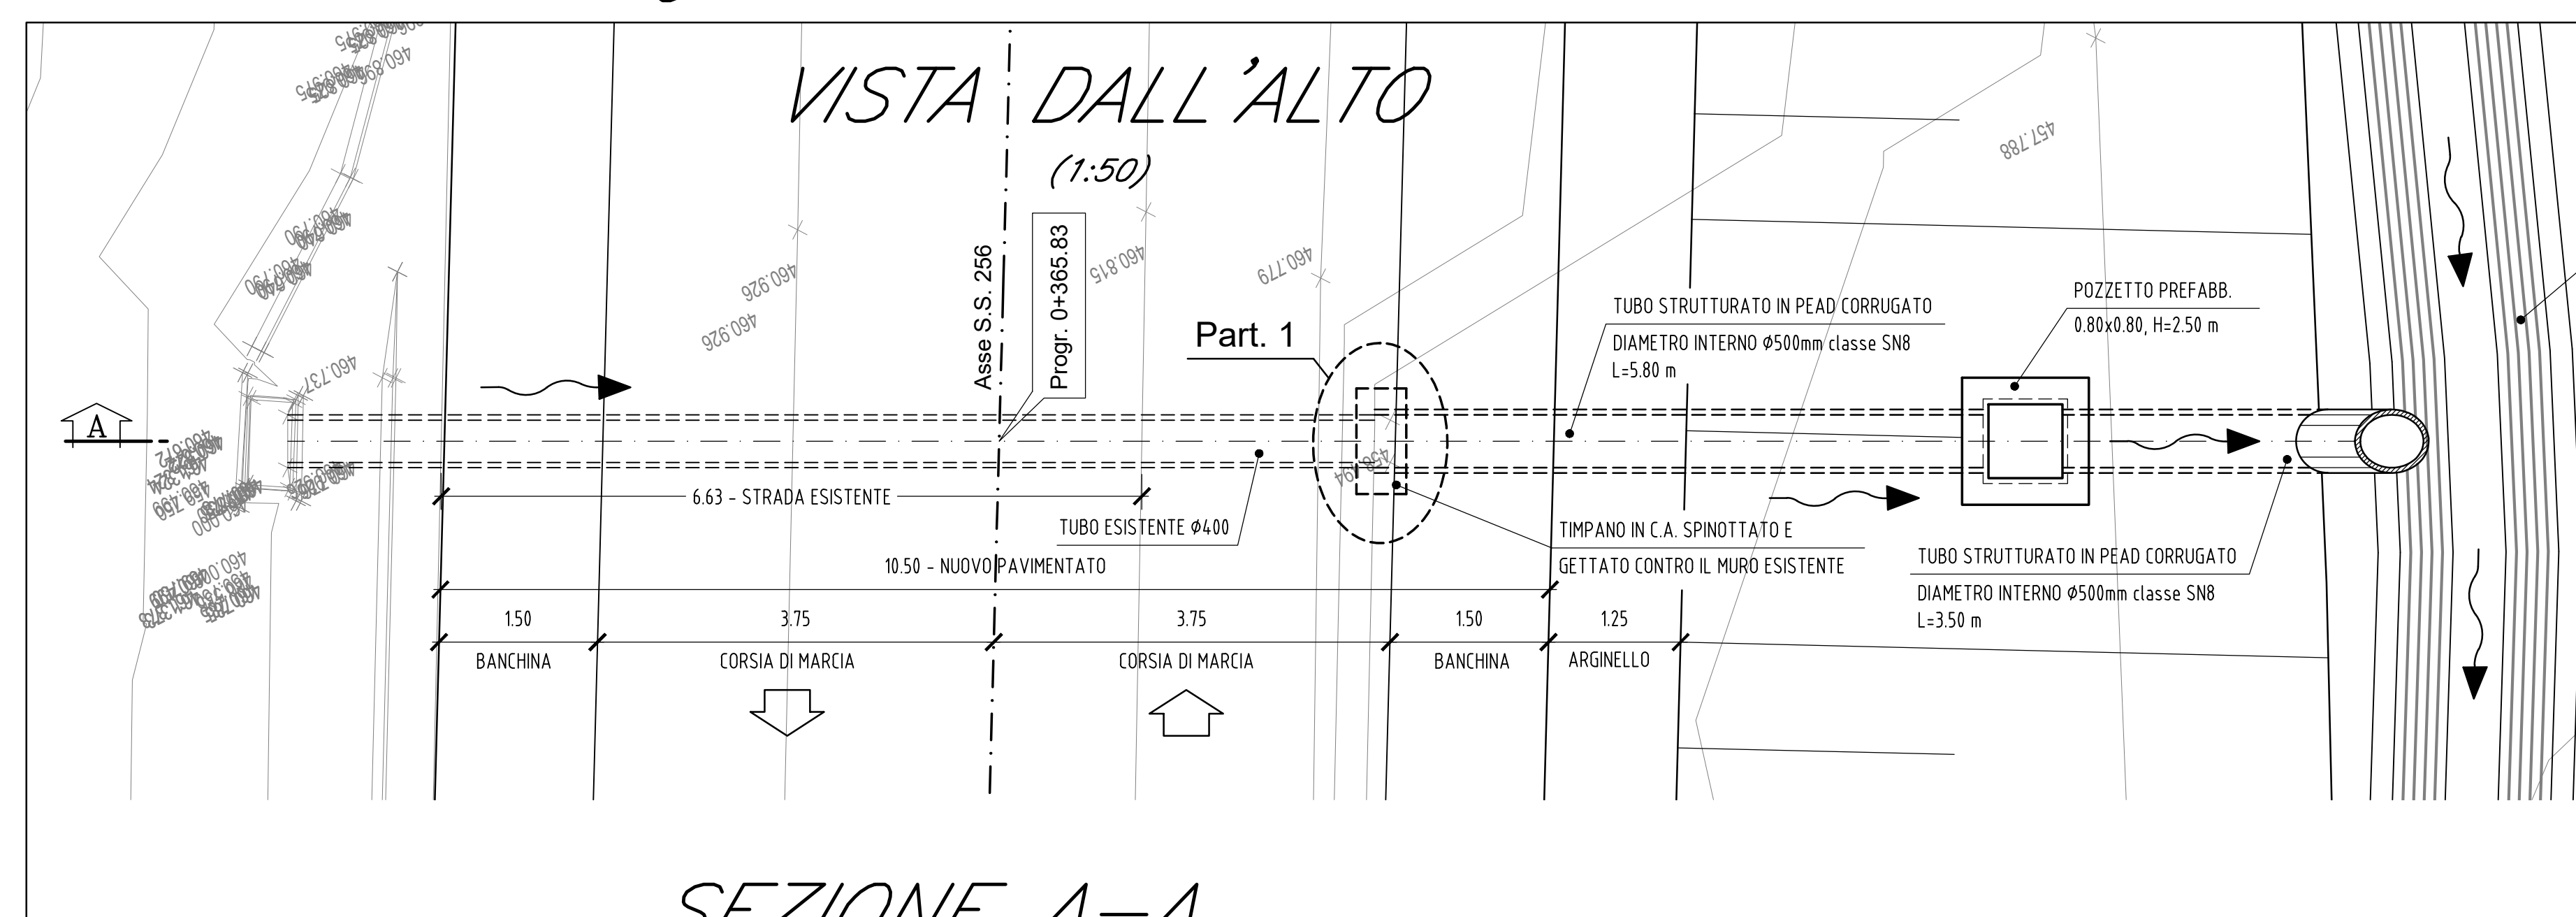 VISTA DALL'ALTO
(1:50)
Asse S.S. 256
Progr. 0+365.83
460.926
460.926
460.815
460.779
457.788
460.737
Part. 1
TUBO STRUTTURATO IN PEAD CORRUGATO
DIAMETRO INTERNO Ø500mm classe SN8
L=5.80 m
POZZETTO PREFABB.
0.80x0.80, H=2.50 m
A
6.63 - STRADA ESISTENTE
TUBO ESISTENTE Ø400
TIMPANO IN C.A. SPINOTTATO E
GETTATO CONTRO IL MURO ESISTENTE
TUBO STRUTTURATO IN PEAD CORRUGATO
DIAMETRO INTERNO Ø500mm classe SN8
L=3.50 m
10.50 - NUOVO PAVIMENTATO
1.50 3.75 3.75 1.50 1.25
BANCHINA CORSIA DI MARCIA CORSIA DI MARCIA BANCHINA ARGINELLO
SEZIONE A-A